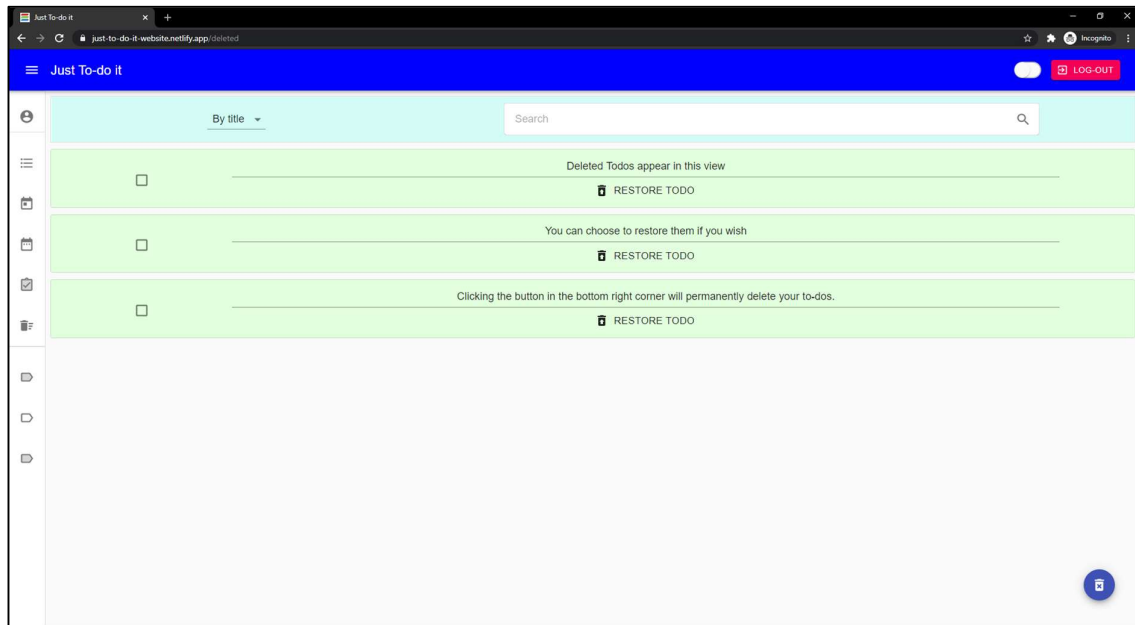 Just To-do it
just-to-do-it-website.netlify.app/deleted
Incognito
Just To-do it
LOG-OUT
By title
Search
Deleted Todos appear in this view
RESTORE TODO
You can choose to restore them if you wish
RESTORE TODO
Clicking the button in the bottom right corner will permanently delete your to-dos.
RESTORE TODO